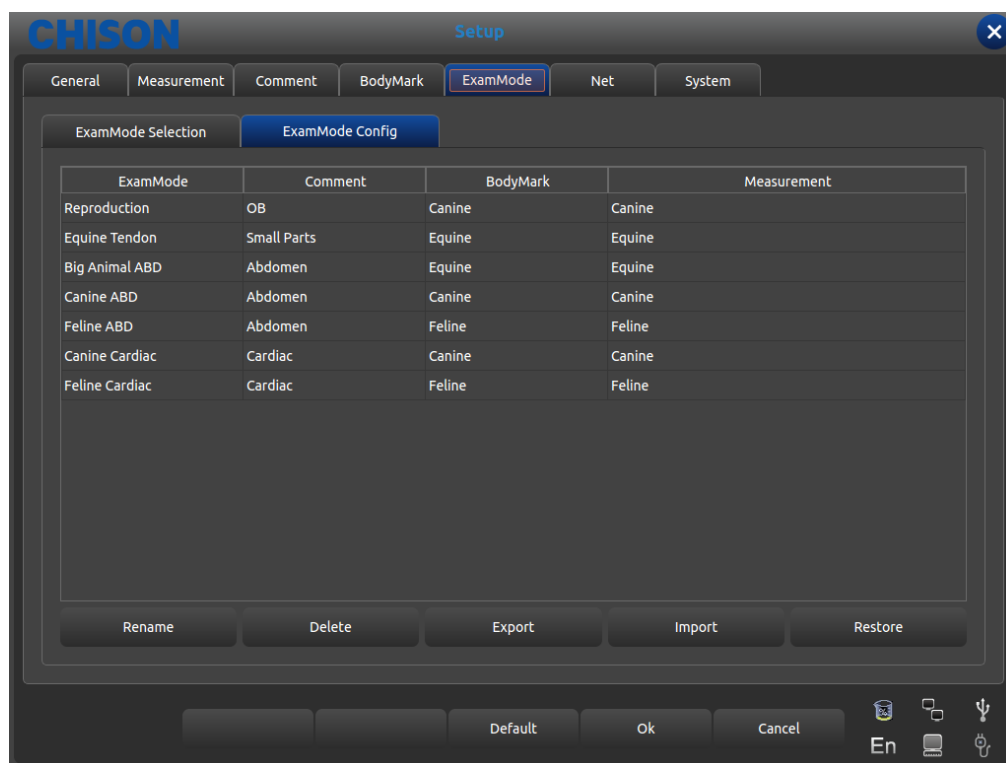 CHISON
Setup
General Measurement Comment BodyMark ExamMode Net System
ExamMode Selection ExamMode Config
ExamMode Comment BodyMark Measurement
Reproduction OB Canine Canine
Equine Tendon Small Parts Equine Equine
Big Animal ABD Abdomen Equine Equine
Canine ABD Abdomen Canine Canine
Feline ABD Abdomen Feline Feline
Canine Cardiac Cardiac Canine Canine
Feline Cardiac Cardiac Feline Feline
Rename Delete Export Import Restore
Default Ok Cancel
En